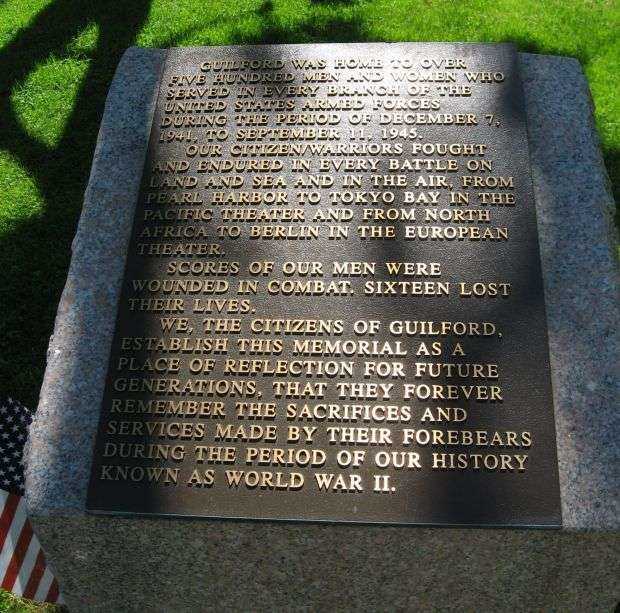 GUILFORD WAS HOME TO OVER
FIVE HUNDRED MEN AND WOMEN WHO
SERVED IN EVERY BRANCH OF THE
UNITED STATES ARMED FORCES
DURING THE PERIOD OF DECEMBER 7,
1941, TO SEPTEMBER 11, 1945.
OUR CITIZEN/WARRIORS FOUGHT
AND ENDURED IN EVERY BATTLE ON
LAND AND SEA AND IN THE AIR, FROM
PEARL HARBOR TO TOKYO BAY IN THE
PACIFIC THEATER AND FROM NORTH
AFRICA TO BERLIN IN THE EUROPEAN
THEATER.
SCORES OF OUR MEN WERE
WOUNDED IN COMBAT. SIXTEEN LOST
THEIR LIVES.
WE, THE CITIZENS OF GUILFORD,
ESTABLISH THIS MEMORIAL AS A
PLACE OF REFLECTION FOR FUTURE
GENERATIONS, THAT THEY FOREVER
REMEMBER THE SACRIFICES AND
SERVICES MADE BY THEIR FOREBEARS
DURING THE PERIOD OF OUR HISTORY
KNOWN AS WORLD WAR II.